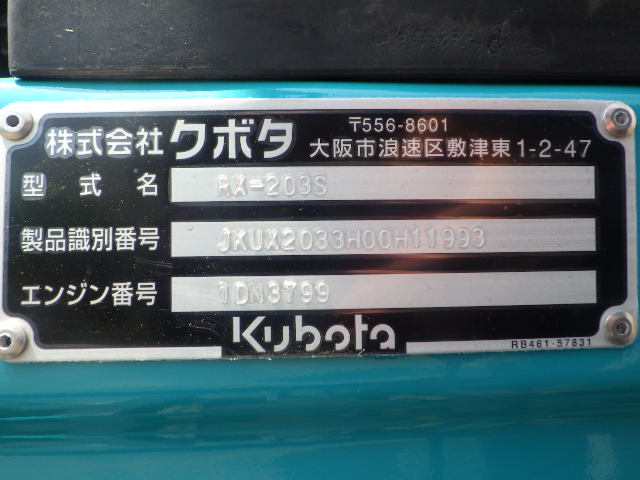 株式会社クボタ
〒556-8601
大阪市浪速区敷津東1-2-47
型式名 RX-203S
製品識別番号 JKUX2033H00H11993
エンジン番号 1DN3799
Kubota
RB461-57831